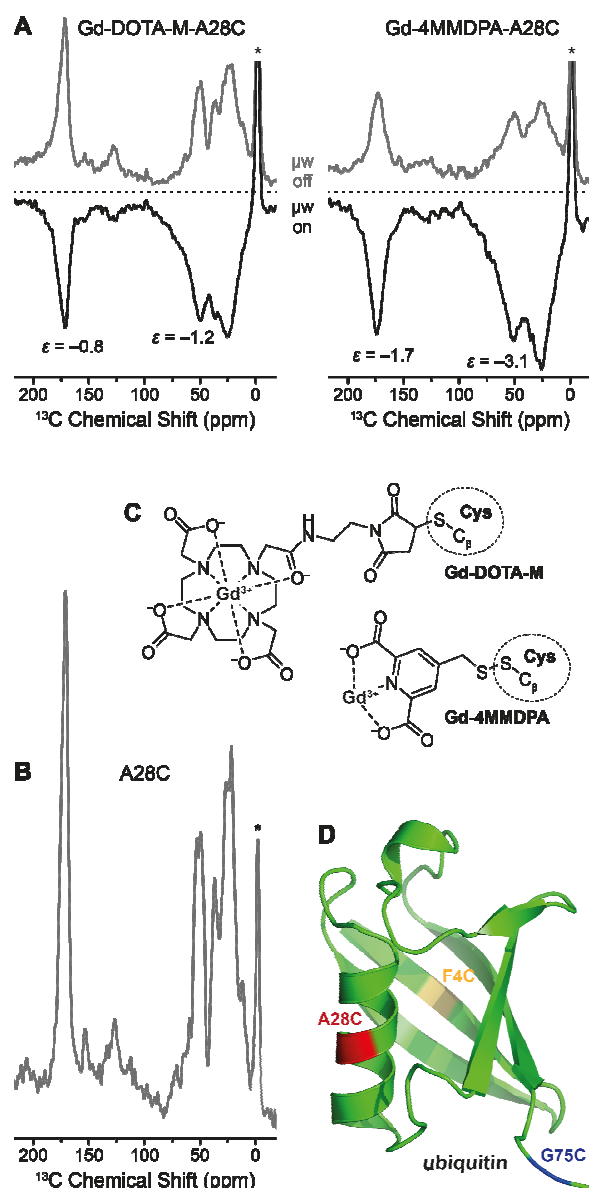 A
Gd-DOTA-M-A28C
Gd-4MMDPA-A28C
*
*
μw
off
μw
on
ε = –0.8
ε = –1.2
ε = –1.7
ε = –3.1
200 150 100 50 0
200 150 100 50 0
¹³C Chemical Shift (ppm)
¹³C Chemical Shift (ppm)
C
O
O⁻
H
N
O
N
O
S
Cys
Cβ
Gd-DOTA-M
N
N
O⁻
⁻O
Gd³⁺
O
N
N
⁻O
O
O
⁻O
N
Gd³⁺
⁻O
O
S
S
Cys
Cβ
Gd-4MMDPA
B
A28C
*
200 150 100 50 0
¹³C Chemical Shift (ppm)
D
F4C
A28C
G75C
ubiquitin